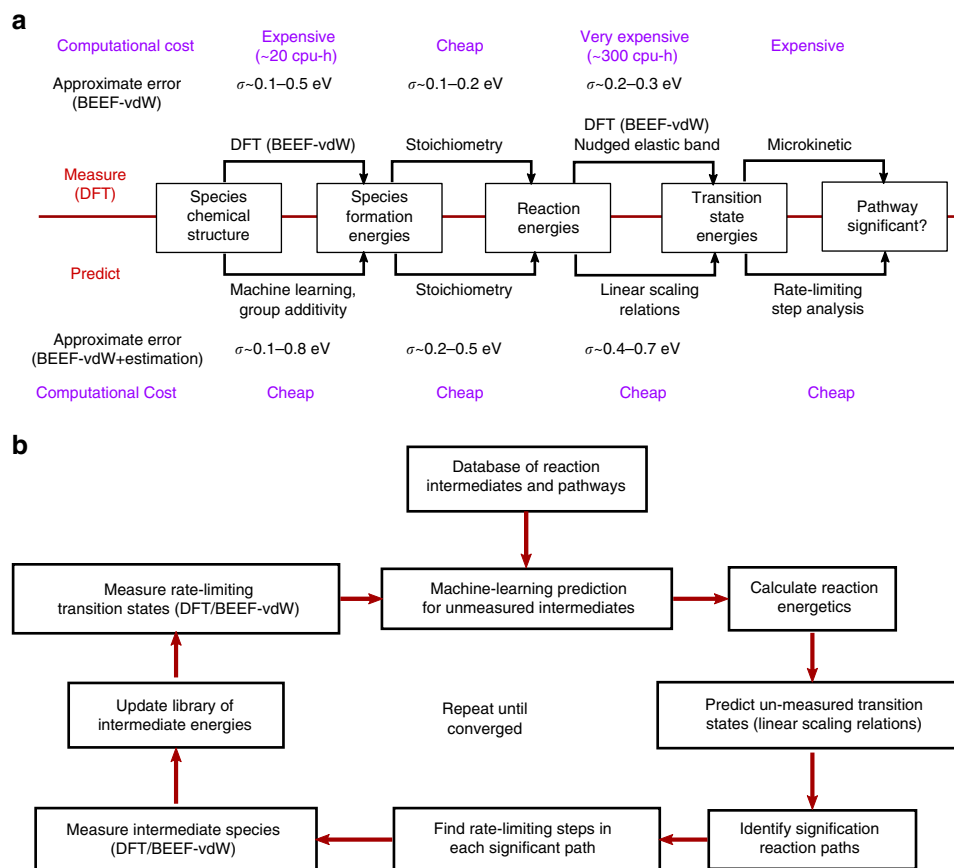 a
Computational cost
Expensive
(~20 cpu-h)
Cheap
Very expensive
(~300 cpu-h)
Expensive
Approximate error
(BEEF-vdW)
σ~0.1–0.5 eV
σ~0.1–0.2 eV
σ~0.2–0.3 eV
DFT (BEEF-vdW)
Stoichiometry
DFT (BEEF-vdW)
Nudged elastic band
Microkinetic
Measure
(DFT)
Species
chemical
structure
Species
formation
energies
Reaction
energies
Transition
state
energies
Pathway
significant?
Predict
Machine learning,
group additivity
Stoichiometry
Linear scaling
relations
Rate-limiting
step analysis
Approximate error
(BEEF-vdW+estimation)
σ~0.1–0.8 eV
σ~0.2–0.5 eV
σ~0.4–0.7 eV
Computational Cost
Cheap
Cheap
Cheap
Cheap
b
Database of reaction
intermediates and pathways
Measure rate-limiting
transition states (DFT/BEEF-vdW)
Machine-learning prediction
for unmeasured intermediates
Calculate reaction
energetics
Update library of
intermediate energies
Repeat until
converged
Predict un-measured transition
states (linear scaling relations)
Measure intermediate species
(DFT/BEEF-vdW)
Find rate-limiting steps in
each significant path
Identify signification
reaction paths